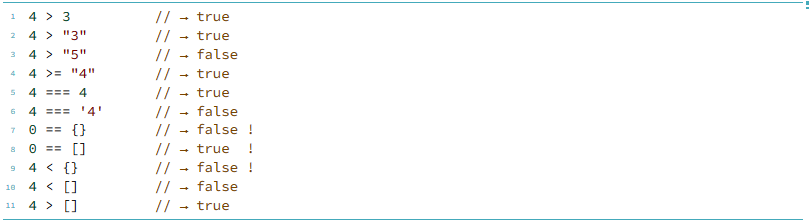 1 4 > 3 // → true
2 4 > "3" // → true
3 4 > "5" // → false
4 4 >= "4" // → true
5 4 === 4 // → true
6 4 === '4' // → false
7 0 == {} // → false !
8 0 == [] // → true !
9 4 < {} // → false !
10 4 < [] // → false
11 4 > [] // → true